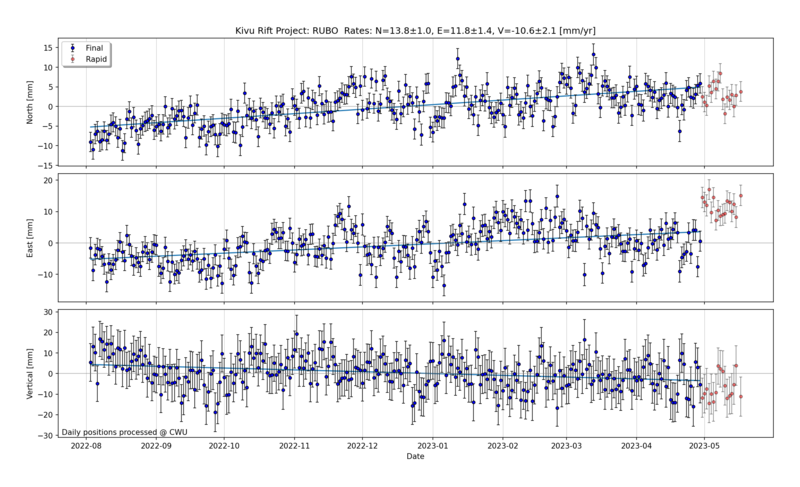 Kivu Rift Project: RUBO  Rates: N=13.8±1.0, E=11.8±1.4, V=-10.6±2.1 [mm/yr]
Final
Rapid
North [mm]
15
10
5
0
−5
−10
−15
East [mm]
20
10
0
−10
Vertical [mm]
30
20
10
0
−10
−20
−30
Daily positions processed @ CWU
2022-08 2022-09 2022-10 2022-11 2022-12 2023-01 2023-02 2023-03 2023-04 2023-05
Date